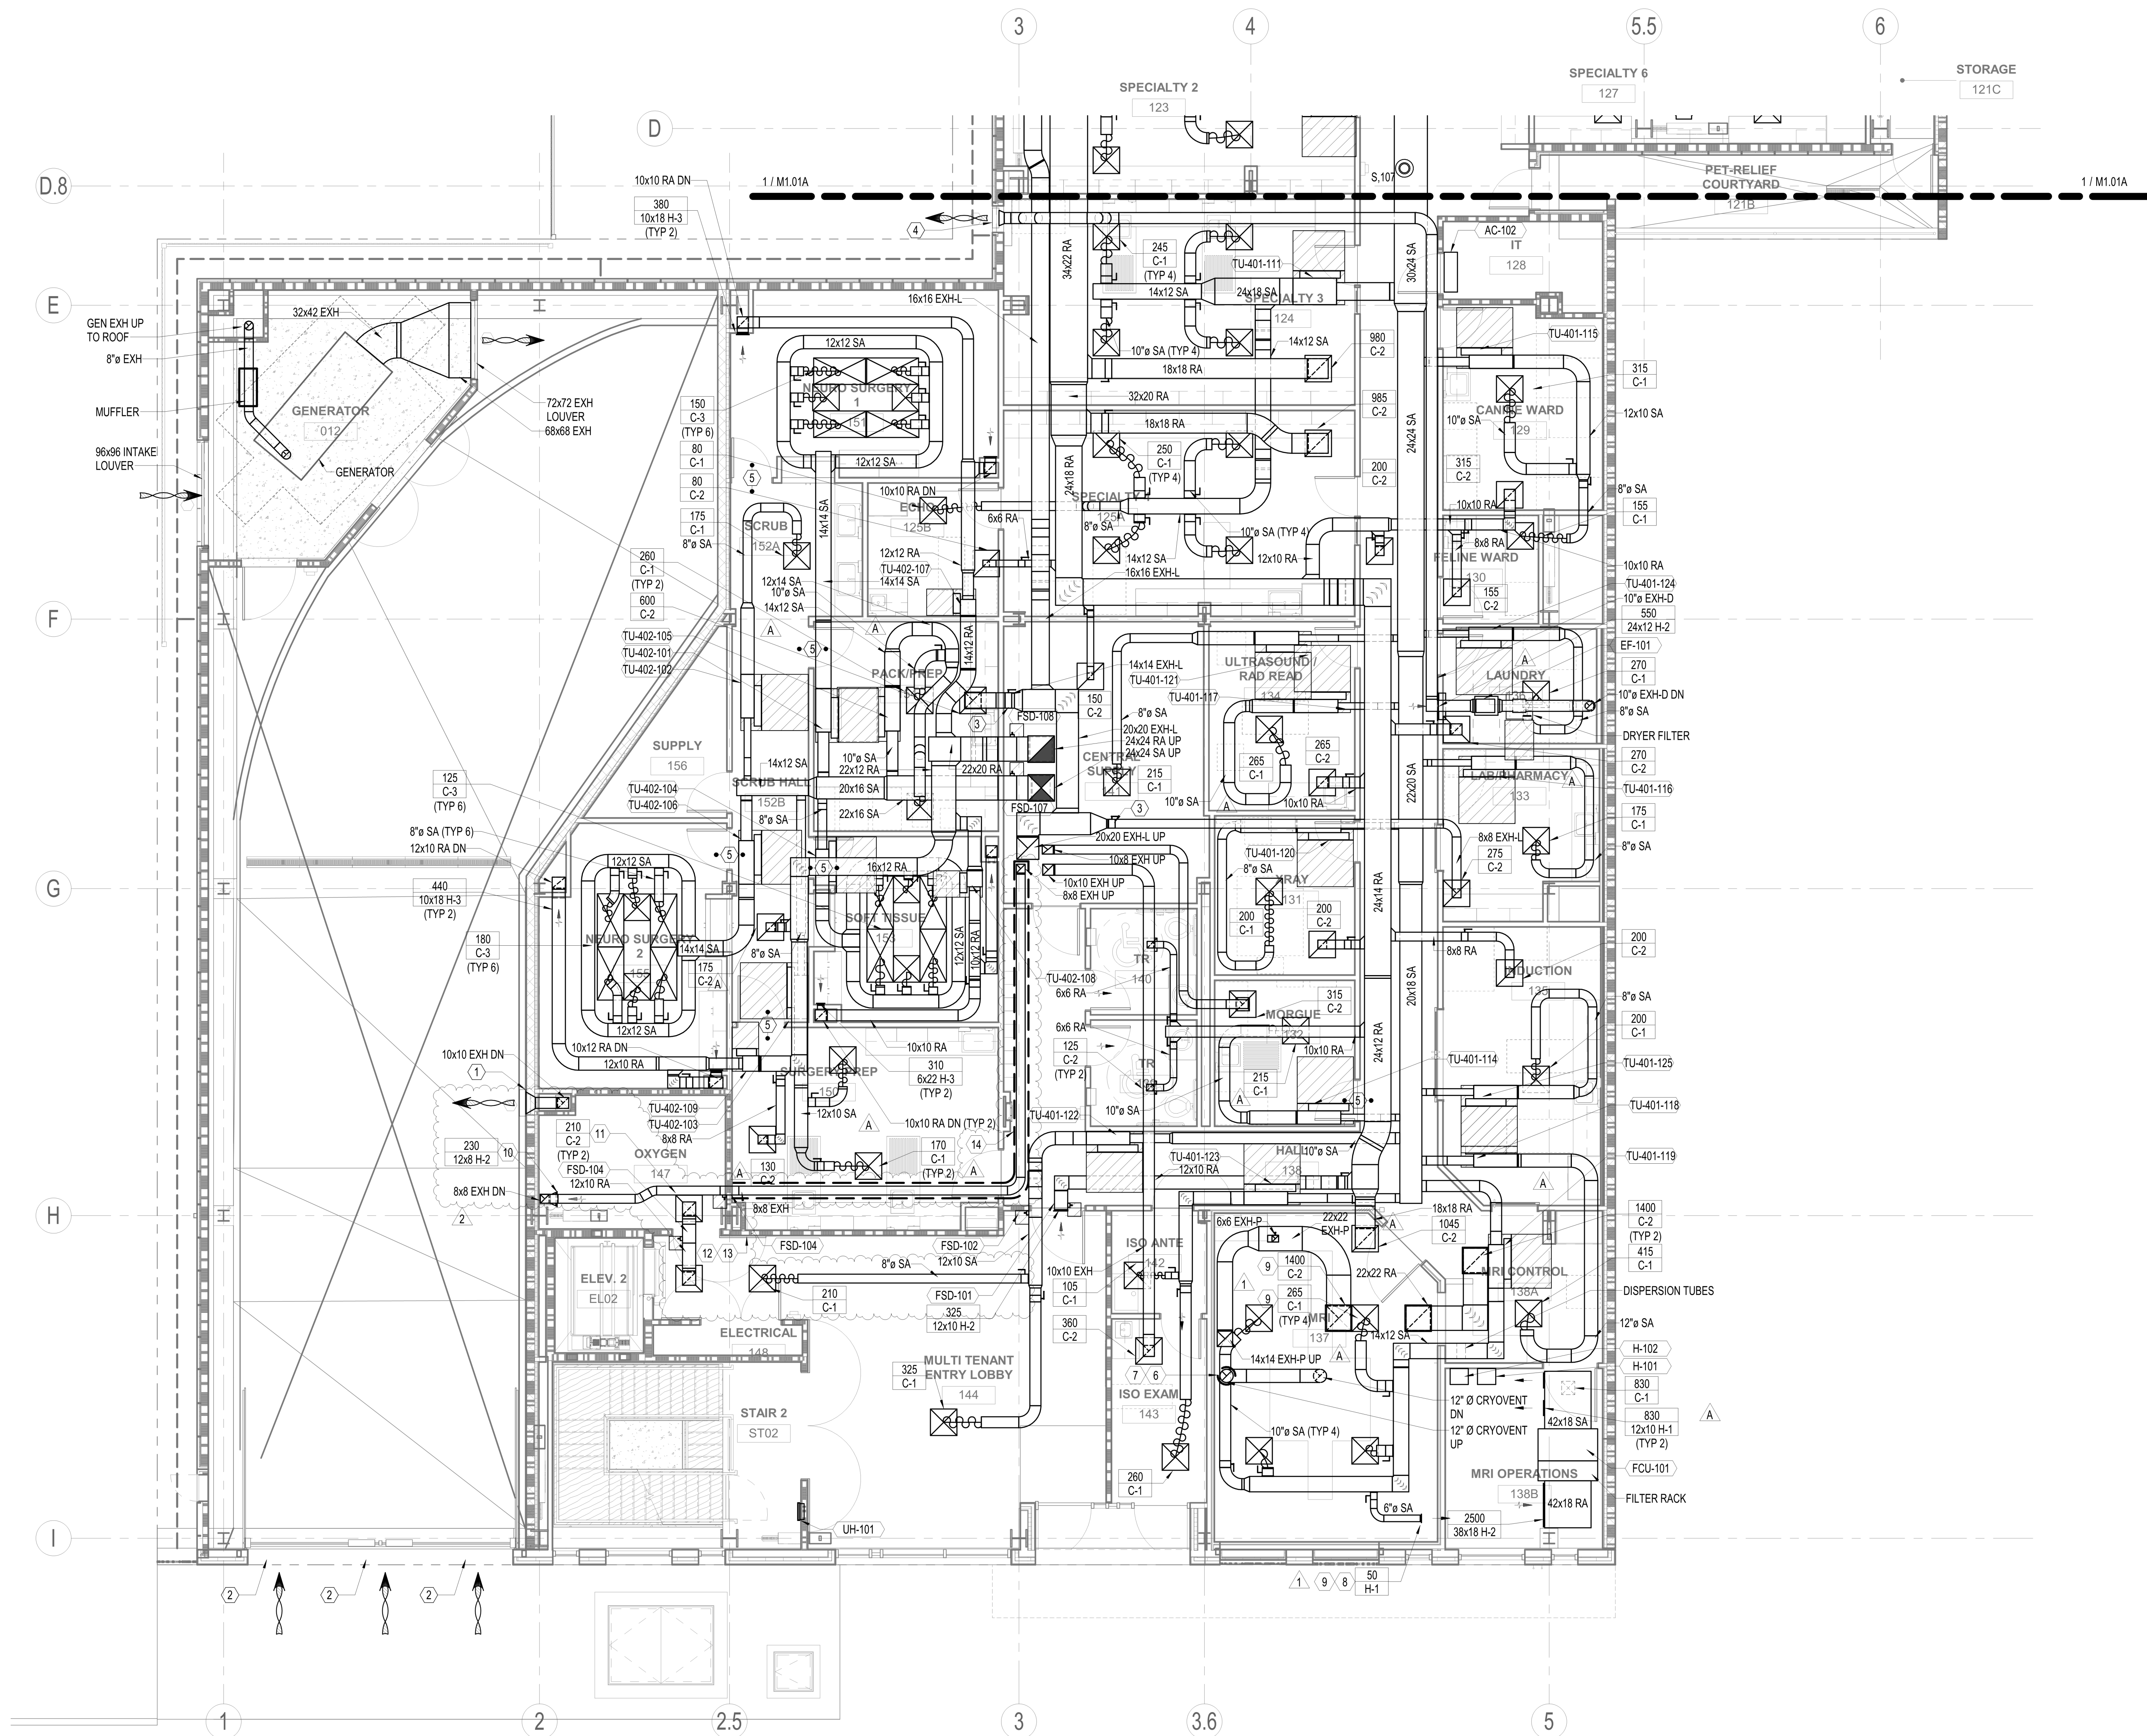 3
4
5.5
6
SPECIALTY 6
127
STORAGE
121C
SPECIALTY 2
123
D
D.8
10x10 RA DN
1 / M1.01A
S,107
PET-RELIEF
COURTYARD
121B
1 / M1.01A
380
10x18 H-3
(TYP 2)
4
245
C-1
(TYP 4)
34x22 RA
TU-401-111
30x24 SA
AC-102
IT
128
E
GEN EXH UP
TO ROOF
8"ø EXH
32x42 EXH
16x16 EXH-L
14x12 SA
24x18 SA
SPECIALTY 3
124
TU-401-115
12x12 SA
10"ø SA (TYP 4)
14x12 SA
980
C-2
18x18 RA
315
C-1
MUFFLER
GENERATOR
012
72x72 EXH
LOUVER
68x68 EXH
NEURO SURGERY
1
151
150
C-3
(TYP 6)
32x20 RA
985
C-2
24x24 SA
CANINE WARD
129
12x10 SA
10"ø SA
18x18 RA
96x96 INTAKE
LOUVER
GENERATOR
80
C-1
12x12 SA
24x18 RA
250
C-1
(TYP 4)
200
C-2
315
C-2
5
80
C-2
10x10 RA DN
ECHO
125B
SPECIALTY 4
125A
10x10 RA
8"ø SA
155
C-1
175
C-1
SCRUB
152A
14x14 SA
6x6 RA
8"ø SA
10"ø SA (TYP 4)
8x8 RA
8"ø SA
260
C-1
(TYP 2)
12x12 RA
TU-402-107
14x12 SA
12x10 RA
FELINE WARD
130
10x10 RA
12x14 SA
14x14 SA
16x16 EXH-L
TU-401-124
10"ø SA
10"ø EXH-D
600
C-2
14x12 SA
155
C-2
550
24x12 H-2
F
A
A
TU-402-105
5
14x12 RA
EF-101
TU-402-101
TU-402-102
PACK/PREP
14x14 EXH-L
TU-401-121
ULTRASOUND /
RAD READ
134
A
LAUNDRY
136
270
C-1
TU-401-117
10"ø EXH-D DN
3
FSD-108
150
C-2
8"ø SA
8"ø SA
SUPPLY
156
20x20 EXH-L
24x24 RA UP
24x24 SA UP
DRYER FILTER
10"ø SA
22x12 RA
22x20 RA
CENTRAL
SUPPLY
141
265
C-1
265
C-2
270
C-2
125
C-3
(TYP 6)
14x12 SA
SCRUB HALL
152B
20x16 SA
215
C-1
22x20 SA
LAB/PHARMACY
133
A
TU-401-116
TU-402-104
TU-402-106
22x16 SA
FSD-107
3
10"ø SA
A
10x10 RA
175
C-1
8"ø SA (TYP 6)
12x10 RA DN
8"ø SA
20x20 EXH-L UP
8x8 EXH-L
8"ø SA
12x12 SA
5
5
16x12 RA
10x8 EXH UP
TU-401-120
8"ø SA
275
C-2
G
440
10x18 H-3
(TYP 2)
10x10 EXH UP
8x8 EXH UP
XRAY
131
24x14 RA
SOFT TISSUE
153
200
C-1
200
C-2
180
C-3
(TYP 6)
NEURO SURGERY
2
155
14x14 SA
8"ø SA
12x12 SA
10x12 RA
TR
140
8x8 RA
200
C-2
175
C-2
A
TU-402-108
6x6 RA
20x18 SA
INDUCTION
135
8"ø SA
315
C-2
12x12 SA
5
6x6 RA
MORGUE
132
200
C-1
10x12 RA DN
10x10 RA
125
C-2
(TYP 2)
10x10 RA
24x12 RA
10x10 EXH DN
12x10 RA
SURGERY PREP
310
6x22 H-3
(TYP 2)
TR
TU-401-114
TU-401-125
1
215
C-1
12x10 SA
10"ø SA
A
5
TU-401-118
TU-402-109
TU-402-103
A
10x10 RA DN (TYP 2)
TU-401-122
230
12x8 H-2
10
210
C-2
(TYP 2)
11
8x8 RA
14
OXYGEN
147
170
C-1
(TYP 2)
HALL
138
10"ø SA
TU-401-119
FSD-104
12x10 RA
A
130
C-2
A
TU-401-123
12x10 RA
A
8x8 EXH DN
8x8 EXH
1400
C-2
(TYP 2)
H
2
18x18 RA
6x6 EXH-P
22x22
EXH-P
A
1045
C-2
12
13
FSD-104
FSD-102
12x10 SA
ISO ANTE
142
415
C-1
8"ø SA
10x10 EXH
9
1400
C-2
22x22 RA
ELEV. 2
EL02
105
C-1
1
MRI CONTROL
138A
DISPERSION TUBES
210
C-1
FSD-101
9
265
C-1
(TYP 4)
325
12x10 H-2
360
C-2
MRI
137
14x12 SA
12"ø SA
ELECTRICAL
148
A
H-102
14x14 EXH-P UP
H-101
325
C-1
MULTI TENANT
ENTRY LOBBY
144
7
6
830
C-1
ISO EXAM
143
12" Ø CRYOVENT
DN
STAIR 2
ST02
42x18 SA
830
12x10 H-1
(TYP 2)
A
10"ø SA (TYP 4)
12" Ø CRYOVENT
UP
FCU-101
260
C-1
MRI OPERATIONS
138B
FILTER RACK
42x18 RA
6"ø SA
I
UH-101
2500
38x18 H-2
2
2
2
1
9
8
50
H-1
1
2
2.5
3
3.6
5